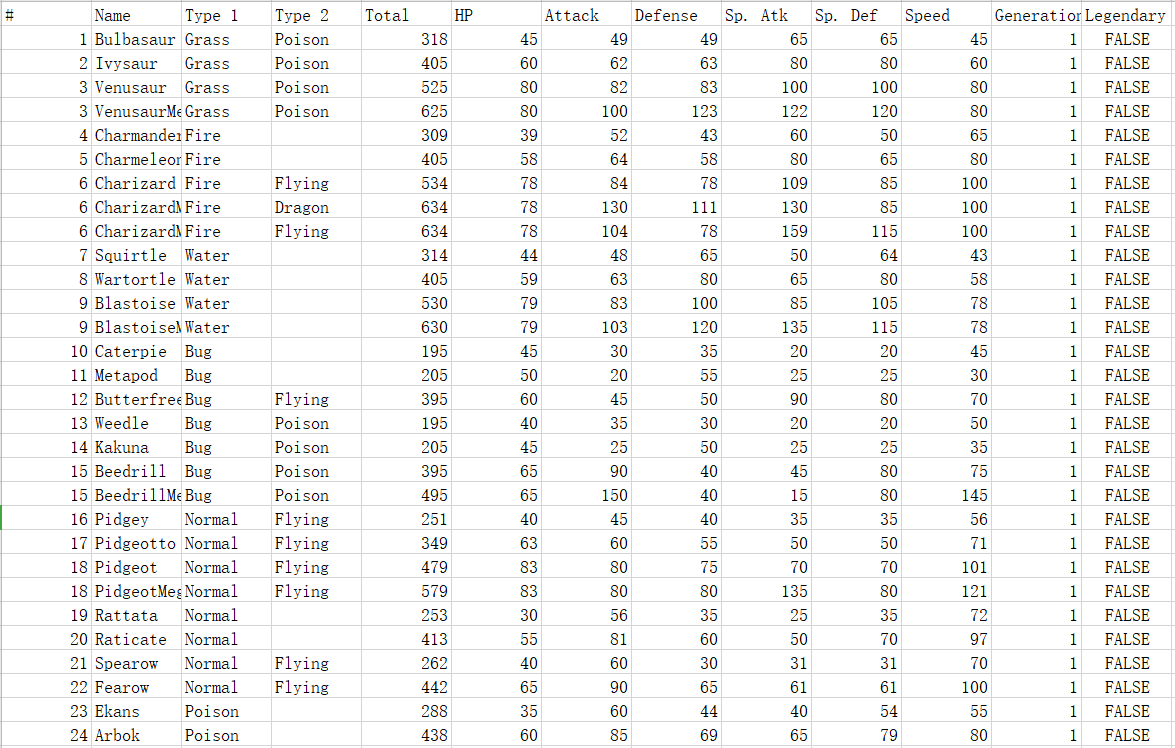 # Name Type 1 Type 2 Total HP Attack Defense Sp. Atk Sp. Def Speed Generation Legendary
1 Bulbasaur Grass Poison 318 45 49 49 65 65 45 1 FALSE
2 Ivysaur Grass Poison 405 60 62 63 80 80 60 1 FALSE
3 Venusaur Grass Poison 525 80 82 83 100 100 80 1 FALSE
3 VenusaurMe Grass Poison 625 80 100 123 122 120 80 1 FALSE
4 Charmander Fire 309 39 52 43 60 50 65 1 FALSE
5 Charmeleon Fire 405 58 64 58 80 65 80 1 FALSE
6 Charizard Fire Flying 534 78 84 78 109 85 100 1 FALSE
6 CharizardM Fire Dragon 634 78 130 111 130 85 100 1 FALSE
6 CharizardM Fire Flying 634 78 104 78 159 115 100 1 FALSE
7 Squirtle Water 314 44 48 65 50 64 43 1 FALSE
8 Wartortle Water 405 59 63 80 65 80 58 1 FALSE
9 Blastoise Water 530 79 83 100 85 105 78 1 FALSE
9 BlastoiseM Water 630 79 103 120 135 115 78 1 FALSE
10 Caterpie Bug 195 45 30 35 20 20 45 1 FALSE
11 Metapod Bug 205 50 20 55 25 25 30 1 FALSE
12 Butterfree Bug Flying 395 60 45 50 90 80 70 1 FALSE
13 Weedle Bug Poison 195 40 35 30 20 20 50 1 FALSE
14 Kakuna Bug Poison 205 45 25 50 25 25 35 1 FALSE
15 Beedrill Bug Poison 395 65 90 40 45 80 75 1 FALSE
15 BeedrillMe Bug Poison 495 65 150 40 15 80 145 1 FALSE
16 Pidgey Normal Flying 251 40 45 40 35 35 56 1 FALSE
17 Pidgeotto Normal Flying 349 63 60 55 50 50 71 1 FALSE
18 Pidgeot Normal Flying 479 83 80 75 70 70 101 1 FALSE
18 PidgeotMeg Normal Flying 579 83 80 80 135 80 121 1 FALSE
19 Rattata Normal 253 30 56 35 25 35 72 1 FALSE
20 Raticate Normal 413 55 81 60 50 70 97 1 FALSE
21 Spearow Normal Flying 262 40 60 30 31 31 70 1 FALSE
22 Fearow Normal Flying 442 65 90 65 61 61 100 1 FALSE
23 Ekans Poison 288 35 60 44 40 54 55 1 FALSE
24 Arbok Poison 438 60 85 69 65 79 80 1 FALSE